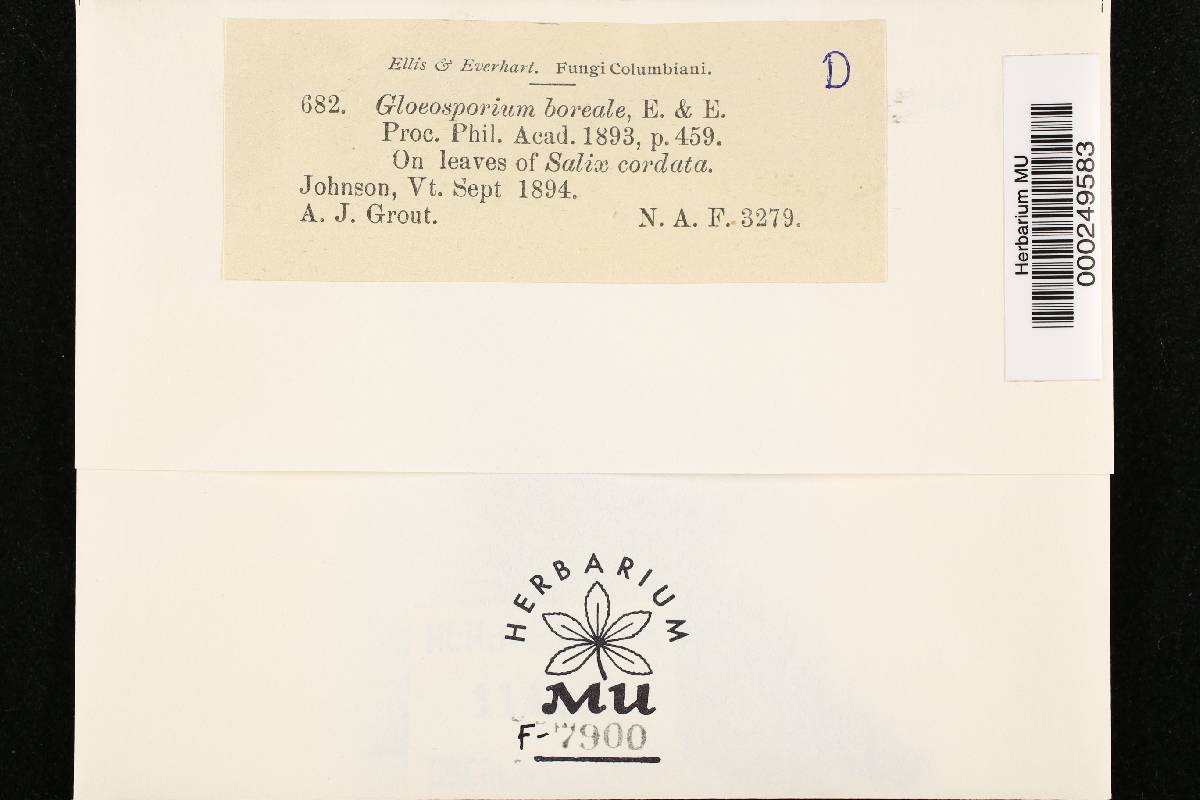 Ellis & Everhart. Fungi Columbiani.
D
682. Gloeosporium boreale, E. & E.
Proc. Phil. Acad. 1893, p. 459.
On leaves of Salix cordata.
Johnson, Vt. Sept 1894.
A. J. Grout. N. A. F. 3279.
Herbarium MU
000249583
HERBARIUM
MU
F-7900